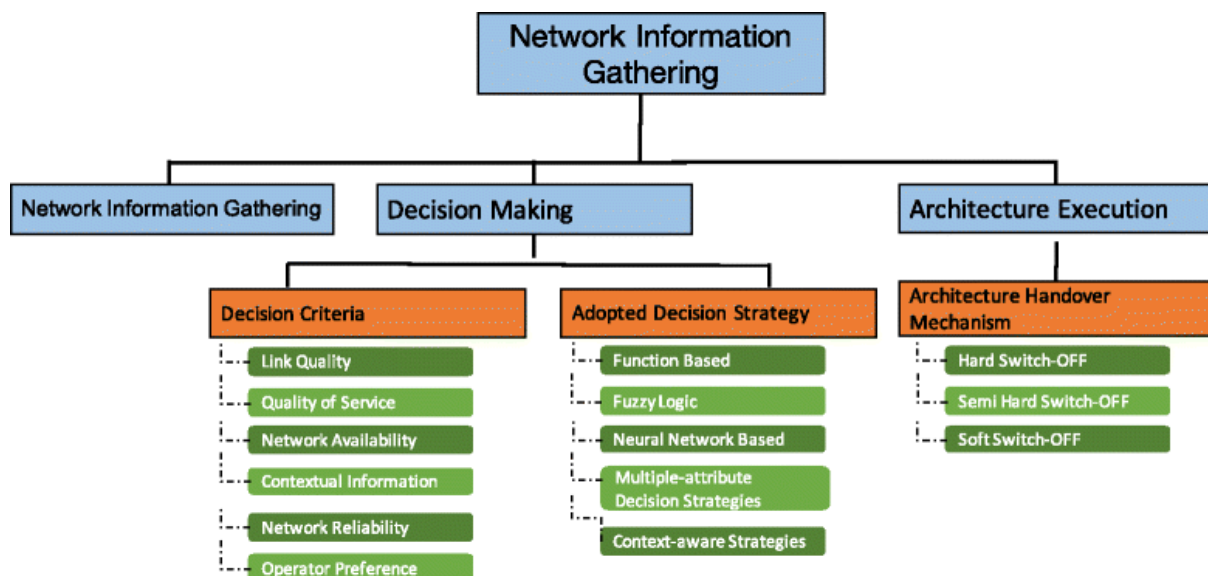 Network Information
Gathering
Network Information Gathering
Decision Making
Architecture Execution
Decision Criteria
Link Quality
Quality of Service
Network Availability
Contextual Information
Network Reliability
Operator Preference
Adopted Decision Strategy
Function Based
Fuzzy Logic
Neural Network Based
Multiple-attribute
Decision Strategies
Context-aware Strategies
Architecture Handover
Mechanism
Hard Switch-OFF
Semi Hard Switch-OFF
Soft Switch-OFF